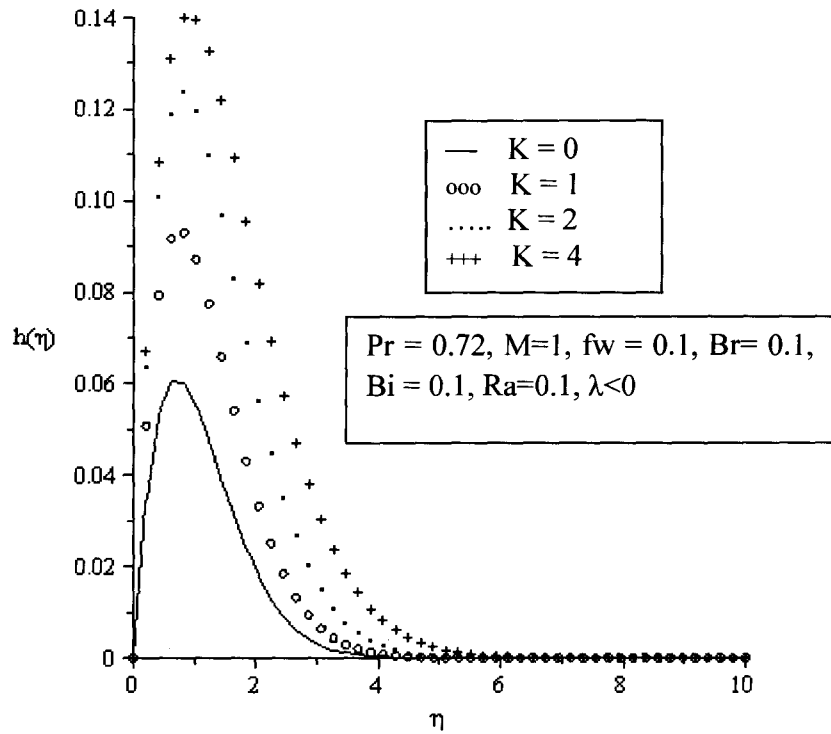 0.14
0.12
0.10
0.08
h(η)
0.06
0.04
0.02
0
0 2 4 6 8 10
η
— K = 0
ooo K = 1
..... K = 2
+++ K = 4
Pr = 0.72, M=1, fw = 0.1, Br= 0.1,
Bi = 0.1, Ra=0.1, λ<0